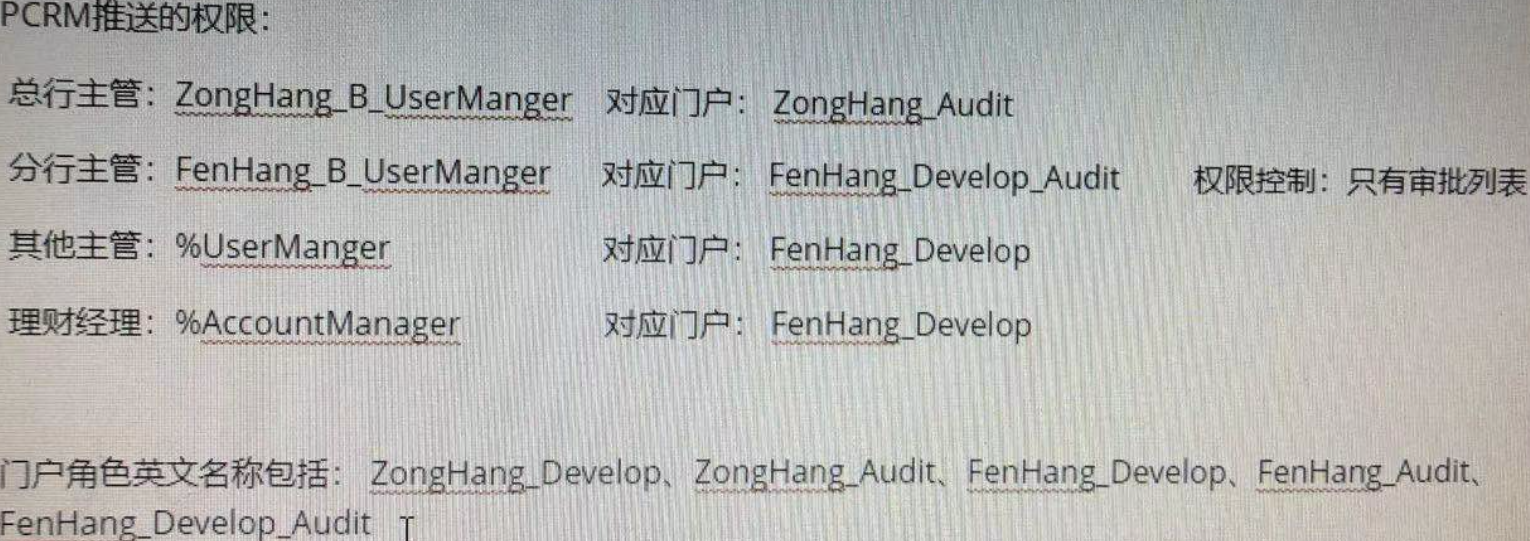 PCRM推送的权限：
总行主管：ZongHang_B_UserManger 对应门户： ZongHang_Audit
分行主管：FenHang_B_UserManger 对应门户： FenHang_Develop_Audit 权限控制：只有审批列表
其他主管：%UserManger 对应门户： FenHang_Develop
理财经理：%AccountManager 对应门户： FenHang_Develop
门户角色英文名称包括： ZongHang_Develop、ZongHang_Audit、FenHang_Develop、FenHang_Audit、
FenHang_Develop_Audit